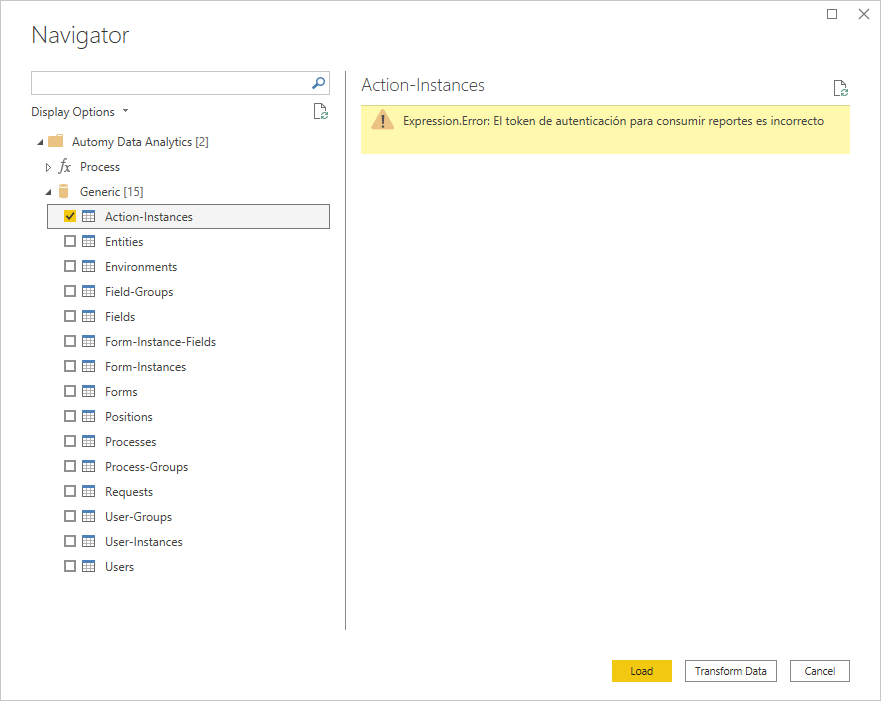 Navigator
Display Options
Automy Data Analytics [2]
fx Process
Generic [15]
Action-Instances
Entities
Environments
Field-Groups
Fields
Form-Instance-Fields
Form-Instances
Forms
Positions
Processes
Process-Groups
Requests
User-Groups
User-Instances
Users
Action-Instances
Expression.Error: El token de autenticación para consumir reportes es incorrecto
Load
Transform Data
Cancel